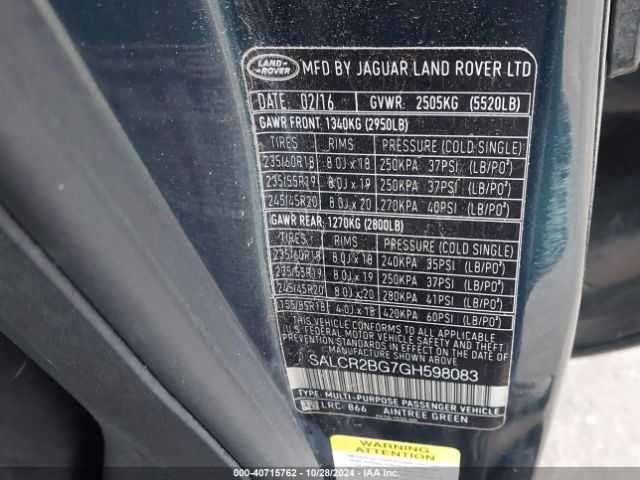 LAND ROVER
MFD BY JAGUAR LAND ROVER LTD
DATE 02/16 GVWR 2505KG (5520LB)
GAWR FRONT: 1340KG (2950LB)
TIRES RIMS PRESSURE (COLD SINGLE)
235/60R18 8.0J x 18 250KPA 37PSI (LB/PO²)
235/55R19 8.0J x 19 250KPA 37PSI (LB/PO²)
245/45R20 8.0J x 20 270KPA 40PSI (LB/PO²)
GAWR REAR: 1270KG (2800LB)
TIRES RIMS PRESSURE (COLD SINGLE)
235/60R18 8.0J x 18 240KPA 35PSI (LB/PO²)
235/55R19 8.0J x 19 250KPA 37PSI (LB/PO²)
245/45R20 8.0J x 20 280KPA 41PSI (LB/PO²)
155/85R18 4.0J x 18 420KPA 60PSI (LB/PO²)
THIS VEHICLE CONFORMS TO ALL APPLICABLE
U.S. FEDERAL MOTOR VEHICLE SAFETY AND THEFT
PREVENTION STANDARDS IN EFFECT ON THE DATE OF
MANUFACTURE SHOWN ABOVE
SALCR2BG7GH598083
TYPE: MULTI-PURPOSE PASSENGER VEHICLE
LRC: 866 AINTREE GREEN
WARNING
ATTENTION
00-40715762 | 10/28/2024 | IAAI.com